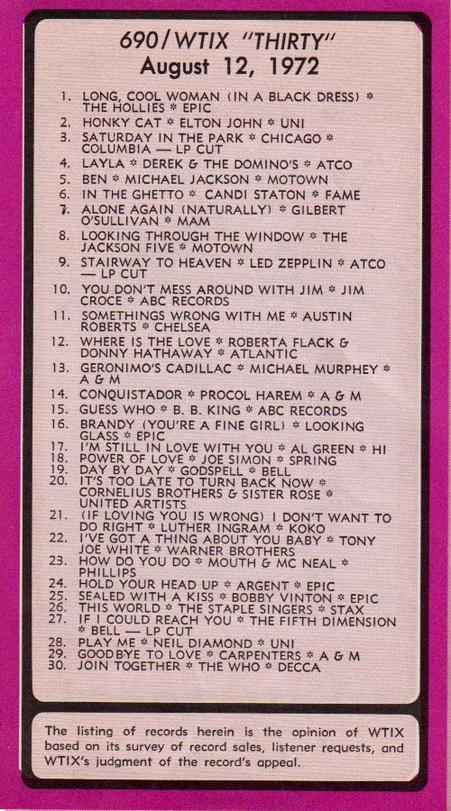 690/WTIX "THIRTY"
August 12, 1972
1. LONG, COOL WOMAN (IN A BLACK DRESS) *
THE HOLLIES * EPIC
2. HONKY CAT * ELTON JOHN * UNI
3. SATURDAY IN THE PARK * CHICAGO *
COLUMBIA — LP CUT
4. LAYLA * DEREK & THE DOMINO'S * ATCO
5. BEN * MICHAEL JACKSON * MOTOWN
6. IN THE GHETTO * CANDI STATON * FAME
7. ALONE AGAIN (NATURALLY) * GILBERT
O'SULLIVAN * MAM
8. LOOKING THROUGH THE WINDOW * THE
JACKSON FIVE * MOTOWN
9. STAIRWAY TO HEAVEN * LED ZEPPLIN * ATCO
— LP CUT
10. YOU DON'T MESS AROUND WITH JIM * JIM
CROCE * ABC RECORDS
11. SOMETHINGS WRONG WITH ME * AUSTIN
ROBERTS * CHELSEA
12. WHERE IS THE LOVE * ROBERTA FLACK &
DONNY HATHAWAY * ATLANTIC
13. GERONIMO'S CADILLAC * MICHAEL MURPHEY *
A & M
14. CONQUISTADOR * PROCOL HAREM * A & M
15. GUESS WHO * B. B. KING * ABC RECORDS
16. BRANDY (YOU'RE A FINE GIRL) * LOOKING
GLASS * EPIC
17. I'M STILL IN LOVE WITH YOU * AL GREEN * HI
18. POWER OF LOVE * JOE SIMON * SPRING
19. DAY BY DAY * GODSPELL * BELL
20. IT'S TOO LATE TO TURN BACK NOW *
CORNELIUS BROTHERS & SISTER ROSE *
UNITED ARTISTS
21. (IF LOVING YOU IS WRONG) I DON'T WANT TO
DO RIGHT * LUTHER INGRAM * KOKO
22. I'VE GOT A THING ABOUT YOU BABY * TONY
JOE WHITE * WARNER BROTHERS
23. HOW DO YOU DO * MOUTH & MC NEAL *
PHILLIPS
24. HOLD YOUR HEAD UP * ARGENT * EPIC
25. SEALED WITH A KISS * BOBBY VINTON * EPIC
26. THIS WORLD * THE STAPLE SINGERS * STAX
27. IF I COULD REACH YOU * THE FIFTH DIMENSION
* BELL — LP CUT
28. PLAY ME * NEIL DIAMOND * UNI
29. GOODBYE TO LOVE * CARPENTERS * A & M
30. JOIN TOGETHER * THE WHO * DECCA
The listing of records herein is the opinion of WTIX
based on its survey of record sales, listener requests, and
WTIX's judgment of the record's appeal.